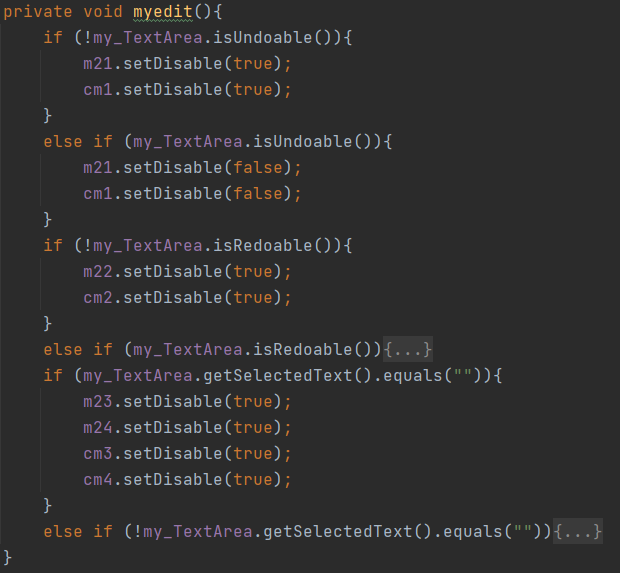 private void myedit(){
    if (!my_TextArea.isUndoable()){
        m21.setDisable(true);
        cm1.setDisable(true);
    }
    else if (my_TextArea.isUndoable()){
        m21.setDisable(false);
        cm1.setDisable(false);
    }
    if (!my_TextArea.isRedoable()){
        m22.setDisable(true);
        cm2.setDisable(true);
    }
    else if (my_TextArea.isRedoable()){...}
    if (my_TextArea.getSelectedText().equals("")){
        m23.setDisable(true);
        m24.setDisable(true);
        cm3.setDisable(true);
        cm4.setDisable(true);
    }
    else if (!my_TextArea.getSelectedText().equals("")){...}
}